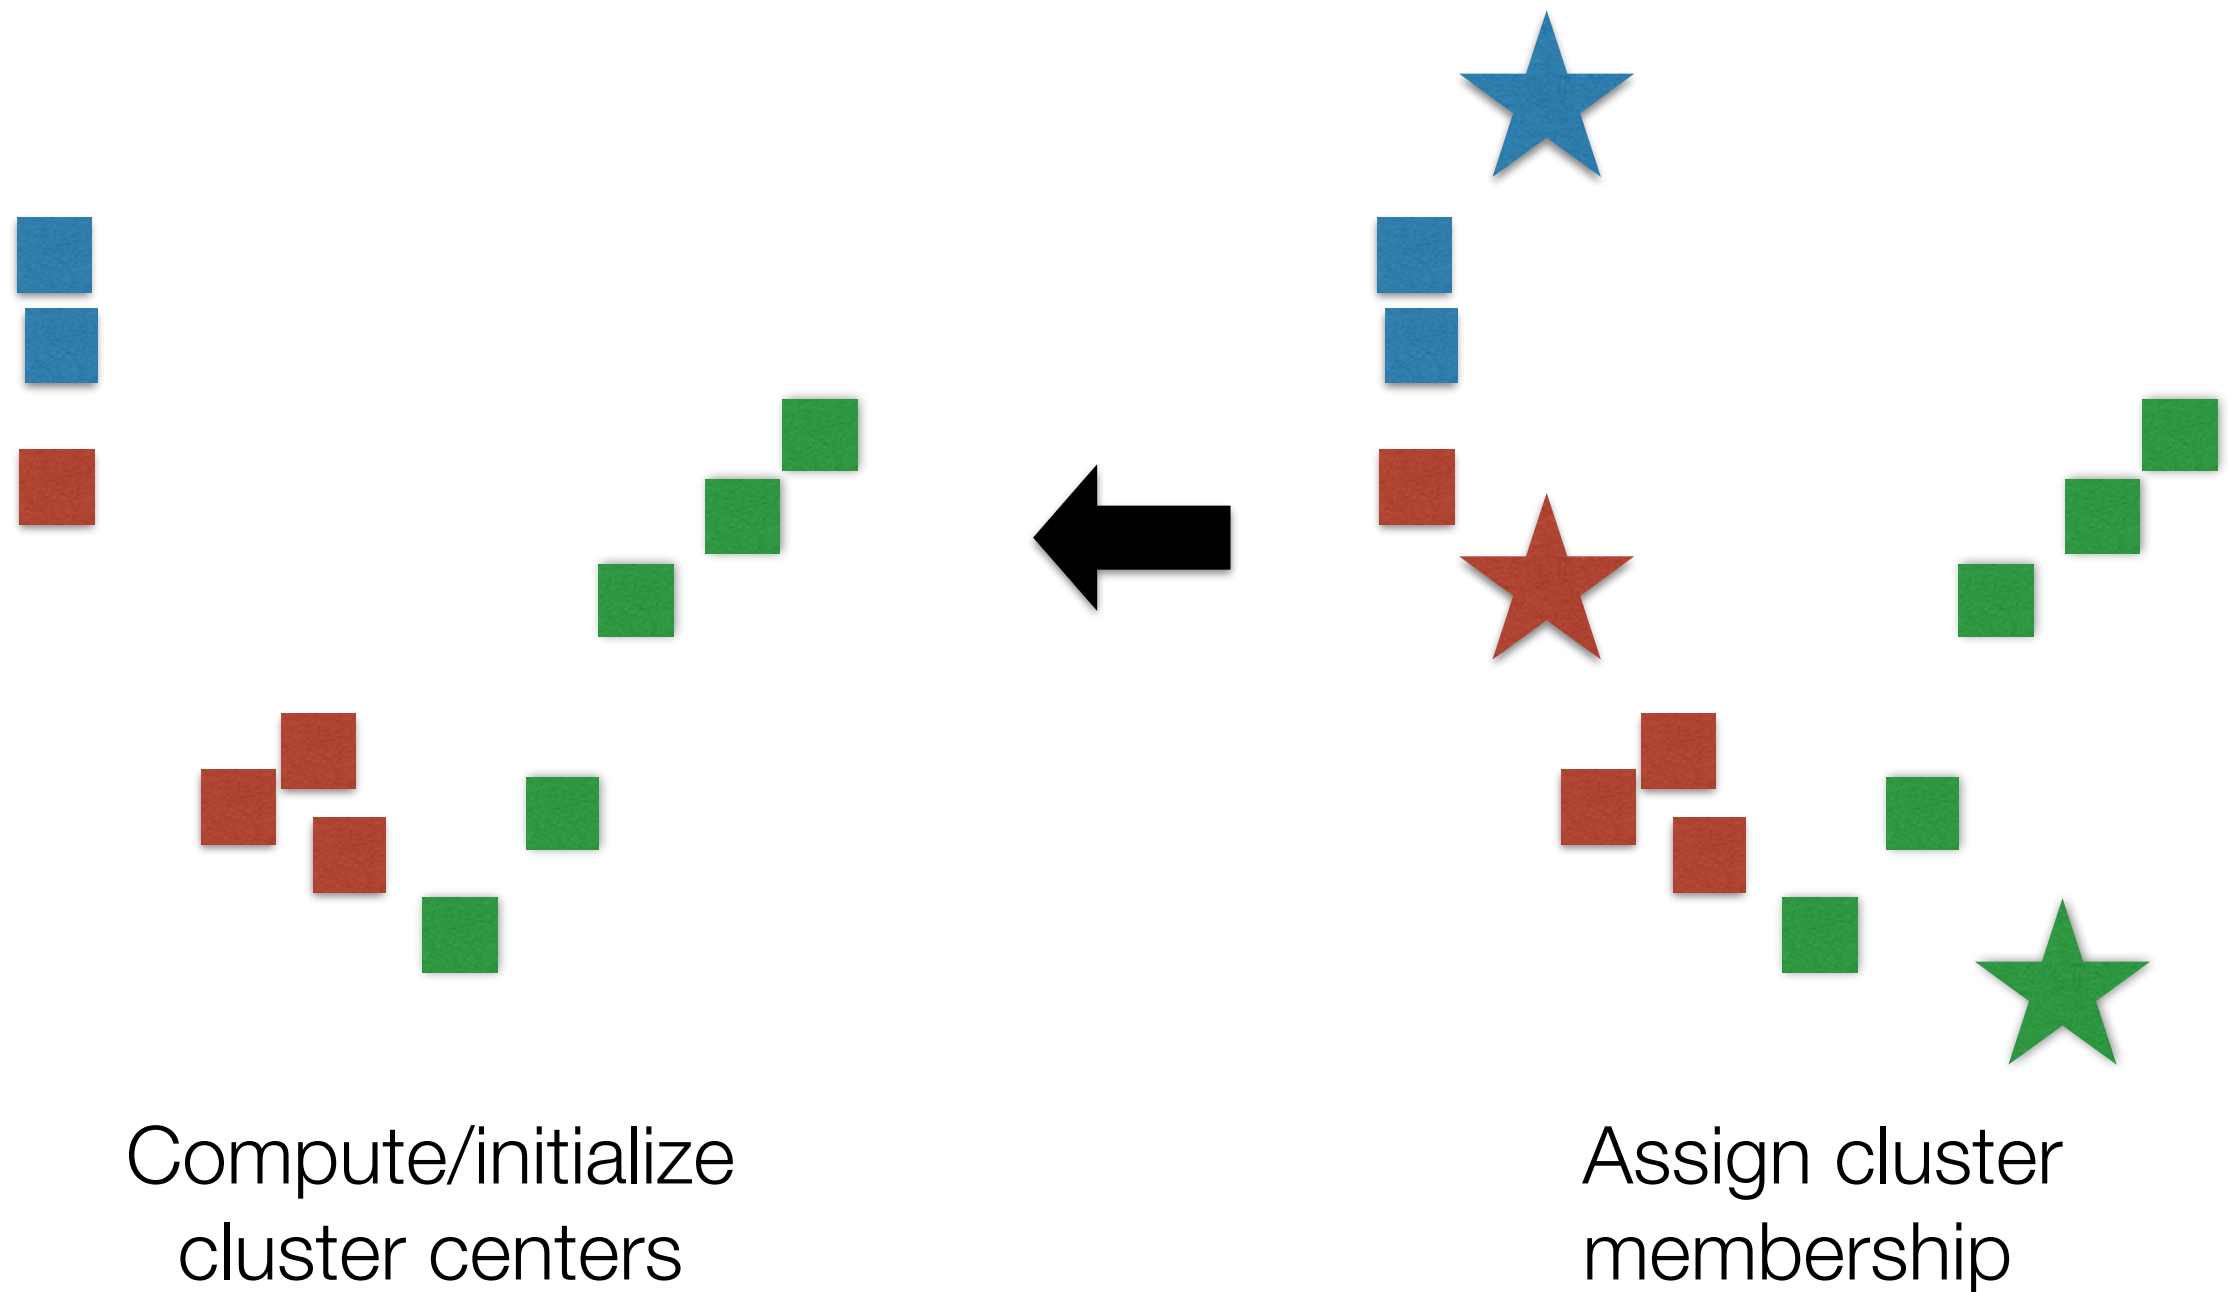 Compute/initialize
cluster centers
Assign cluster
membership